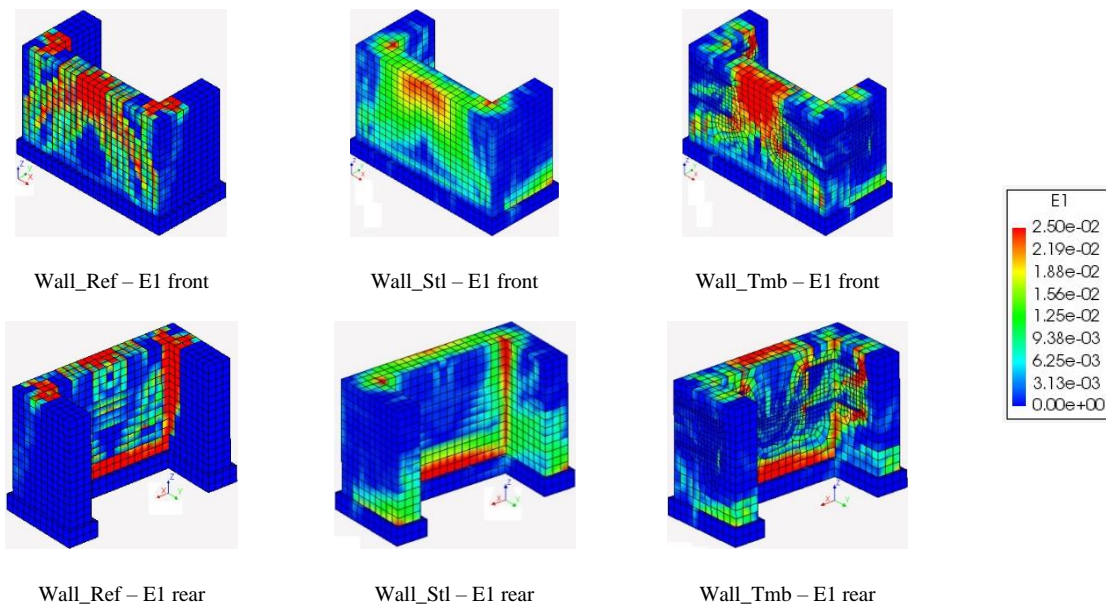 Wall_Ref – E1 front
Wall_Stl – E1 front
Wall_Tmb – E1 front
E1
2.50e-02
2.19e-02
1.88e-02
1.56e-02
1.25e-02
9.38e-03
6.25e-03
3.13e-03
0.00e+00
Wall_Ref – E1 rear
Wall_Stl – E1 rear
Wall_Tmb – E1 rear
Z
Y
X
Z
X
Y
Z
X
Y
Z
X
Y